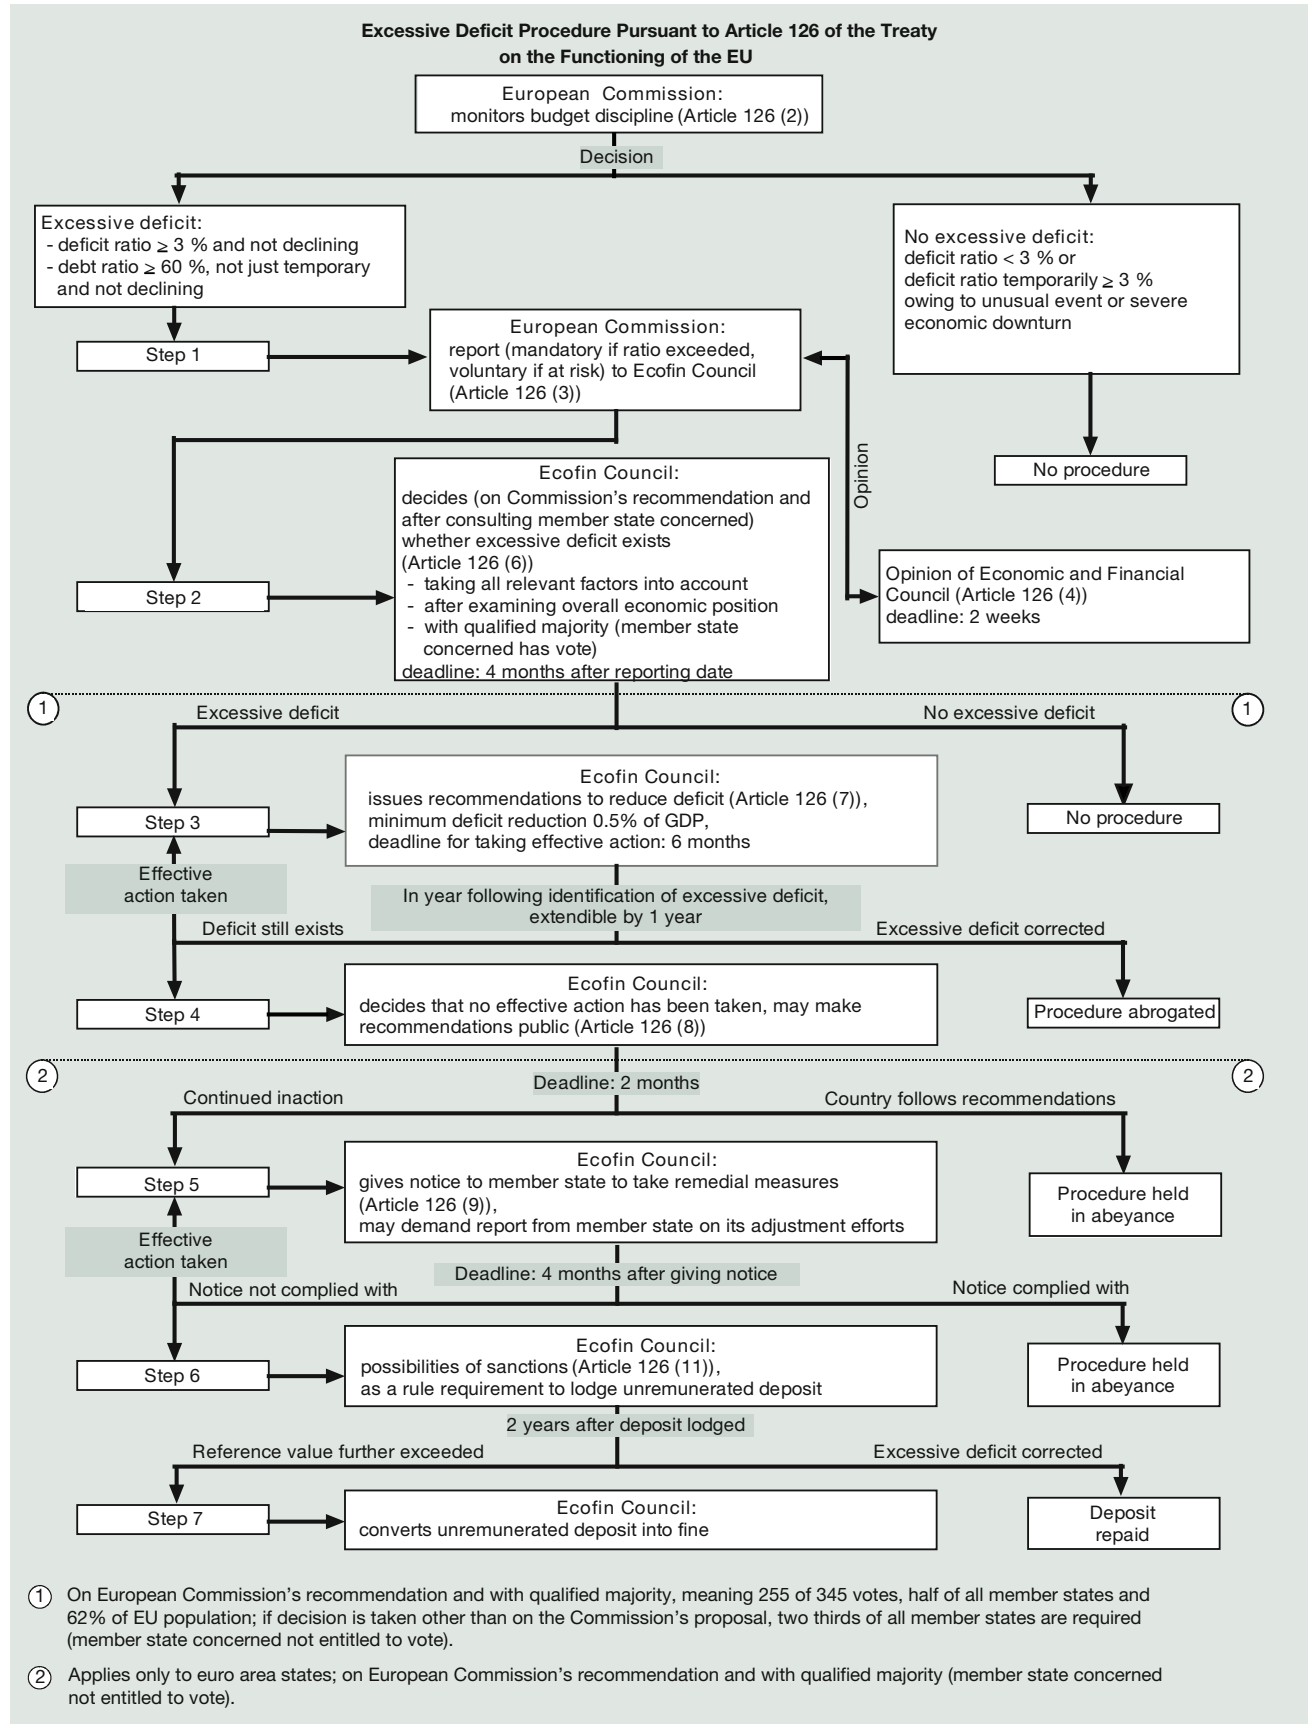 Excessive Deficit Procedure Pursuant to Article 126 of the Treaty
on the Functioning of the EU
European Commission:
monitors budget discipline (Article 126 (2))
Decision
Excessive deficit:
- deficit ratio ≥ 3 % and not declining
- debt ratio ≥ 60 %, not just temporary
and not declining
No excessive deficit:
deficit ratio < 3 % or
deficit ratio temporarily ≥ 3 %
owing to unusual event or severe
economic downturn
Step 1
European Commission:
report (mandatory if ratio exceeded,
voluntary if at risk) to Ecofin Council
(Article 126 (3))
Opinion
No procedure
Step 2
Ecofin Council:
decides (on Commission's recommendation and
after consulting member state concerned)
whether excessive deficit exists
(Article 126 (6))
- taking all relevant factors into account
- after examining overall economic position
- with qualified majority (member state
concerned has vote)
deadline: 4 months after reporting date
Opinion of Economic and Financial
Council (Article 126 (4))
deadline: 2 weeks
1
1
Excessive deficit
No excessive deficit
Step 3
Ecofin Council:
issues recommendations to reduce deficit (Article 126 (7)),
minimum deficit reduction 0.5% of GDP,
deadline for taking effective action: 6 months
No procedure
Effective
action taken
In year following identification of excessive deficit,
extendible by 1 year
Deficit still exists
Excessive deficit corrected
Step 4
Ecofin Council:
decides that no effective action has been taken, may make
recommendations public (Article 126 (8))
Procedure abrogated
2
2
Deadline: 2 months
Continued inaction
Country follows recommendations
Step 5
Ecofin Council:
gives notice to member state to take remedial measures
(Article 126 (9)),
may demand report from member state on its adjustment efforts
Procedure held
in abeyance
Effective
action taken
Deadline: 4 months after giving notice
Notice not complied with
Notice complied with
Step 6
Ecofin Council:
possibilities of sanctions (Article 126 (11)),
as a rule requirement to lodge unremunerated deposit
Procedure held
in abeyance
2 years after deposit lodged
Reference value further exceeded
Excessive deficit corrected
Step 7
Ecofin Council:
converts unremunerated deposit into fine
Deposit
repaid
1 On European Commission's recommendation and with qualified majority, meaning 255 of 345 votes, half of all member states and
62% of EU population; if decision is taken other than on the Commission's proposal, two thirds of all member states are required
(member state concerned not entitled to vote).
2 Applies only to euro area states; on European Commission's recommendation and with qualified majority (member state concerned
not entitled to vote).